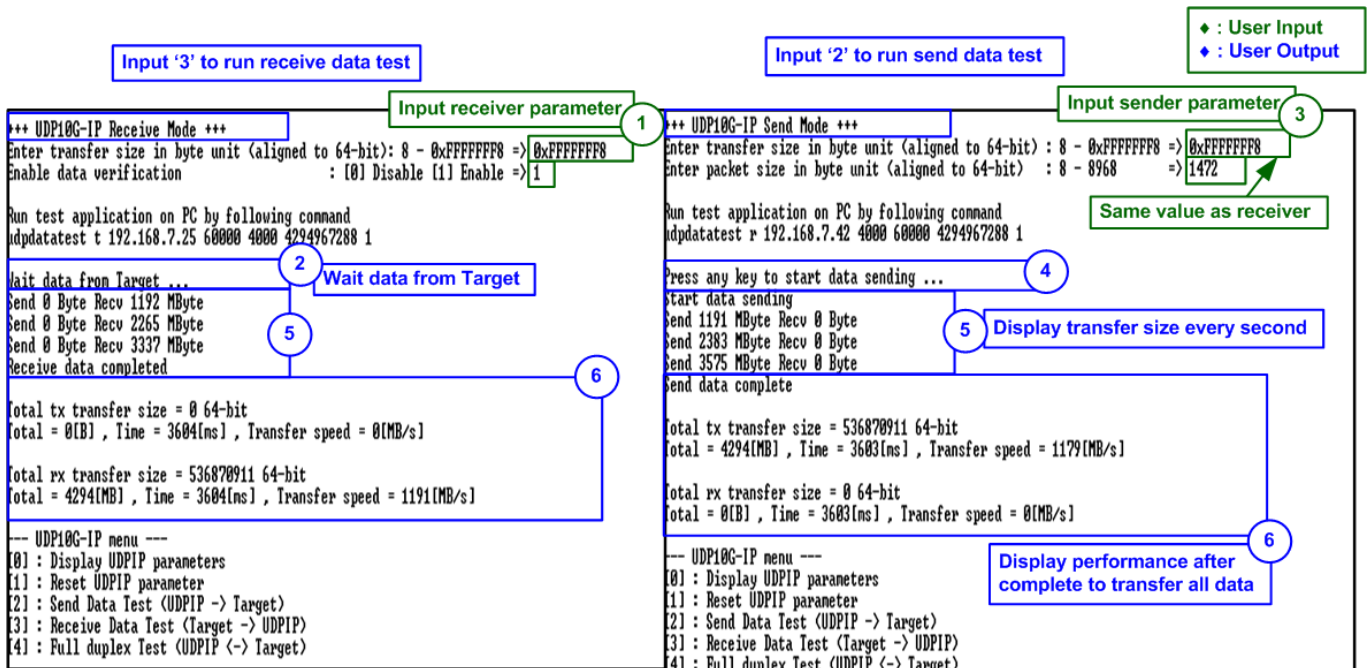 ♦ : User Input
♦ : User Output
Input ‘3’ to run receive data test
Input receiver parameter
1
+++ UDP10G-IP Receive Mode +++
Enter transfer size in byte unit (aligned to 64-bit): 8 - 0xFFFFFFF8 => 0xFFFFFFF8
Enable data verification : [0] Disable [1] Enable => 1
Run test application on PC by following command
udpdatatest t 192.168.7.25 60000 4000 4294967288 1
2
Wait data from Target ...
Wait data from Target
Send 0 Byte Recv 1192 MByte
Send 0 Byte Recv 2265 MByte
Send 0 Byte Recv 3337 MByte
5
Receive data completed
6
Total tx transfer size = 0 64-bit
Total = 0[B] , Time = 3604[ms] , Transfer speed = 0[MB/s]
Total rx transfer size = 536870911 64-bit
Total = 4294[MB] , Time = 3604[ms] , Transfer speed = 1191[MB/s]
--- UDP10G-IP menu ---
[0] : Display UDPIP parameters
[1] : Reset UDPIP parameter
[2] : Send Data Test (UDPIP -> Target)
[3] : Receive Data Test (Target -> UDPIP)
[4] : Full duplex Test (UDPIP <-> Target)
Input ‘2’ to run send data test
Input sender parameter
3
+++ UDP10G-IP Send Mode +++
Enter transfer size in byte unit (aligned to 64-bit) : 8 - 0xFFFFFFF8 => 0xFFFFFFF8
Enter packet size in byte unit (aligned to 64-bit) : 8 - 8968 => 1472
Same value as receiver
Run test application on PC by following command
udpdatatest r 192.168.7.42 4000 60000 4294967288 1
4
Press any key to start data sending ...
Start data sending
Send 1191 MByte Recv 0 Byte
Send 2383 MByte Recv 0 Byte
Send 3575 MByte Recv 0 Byte
5
Display transfer size every second
Send data complete
Total tx transfer size = 536870911 64-bit
Total = 4294[MB] , Time = 3603[ms] , Transfer speed = 1179[MB/s]
Total rx transfer size = 0 64-bit
Total = 0[B] , Time = 3603[ms] , Transfer speed = 0[MB/s]
6
Display performance after
complete to transfer all data
--- UDP10G-IP menu ---
[0] : Display UDPIP parameters
[1] : Reset UDPIP parameter
[2] : Send Data Test (UDPIP -> Target)
[3] : Receive Data Test (Target -> UDPIP)
[4] : Full duplex Test (UDPIP <-> Target)